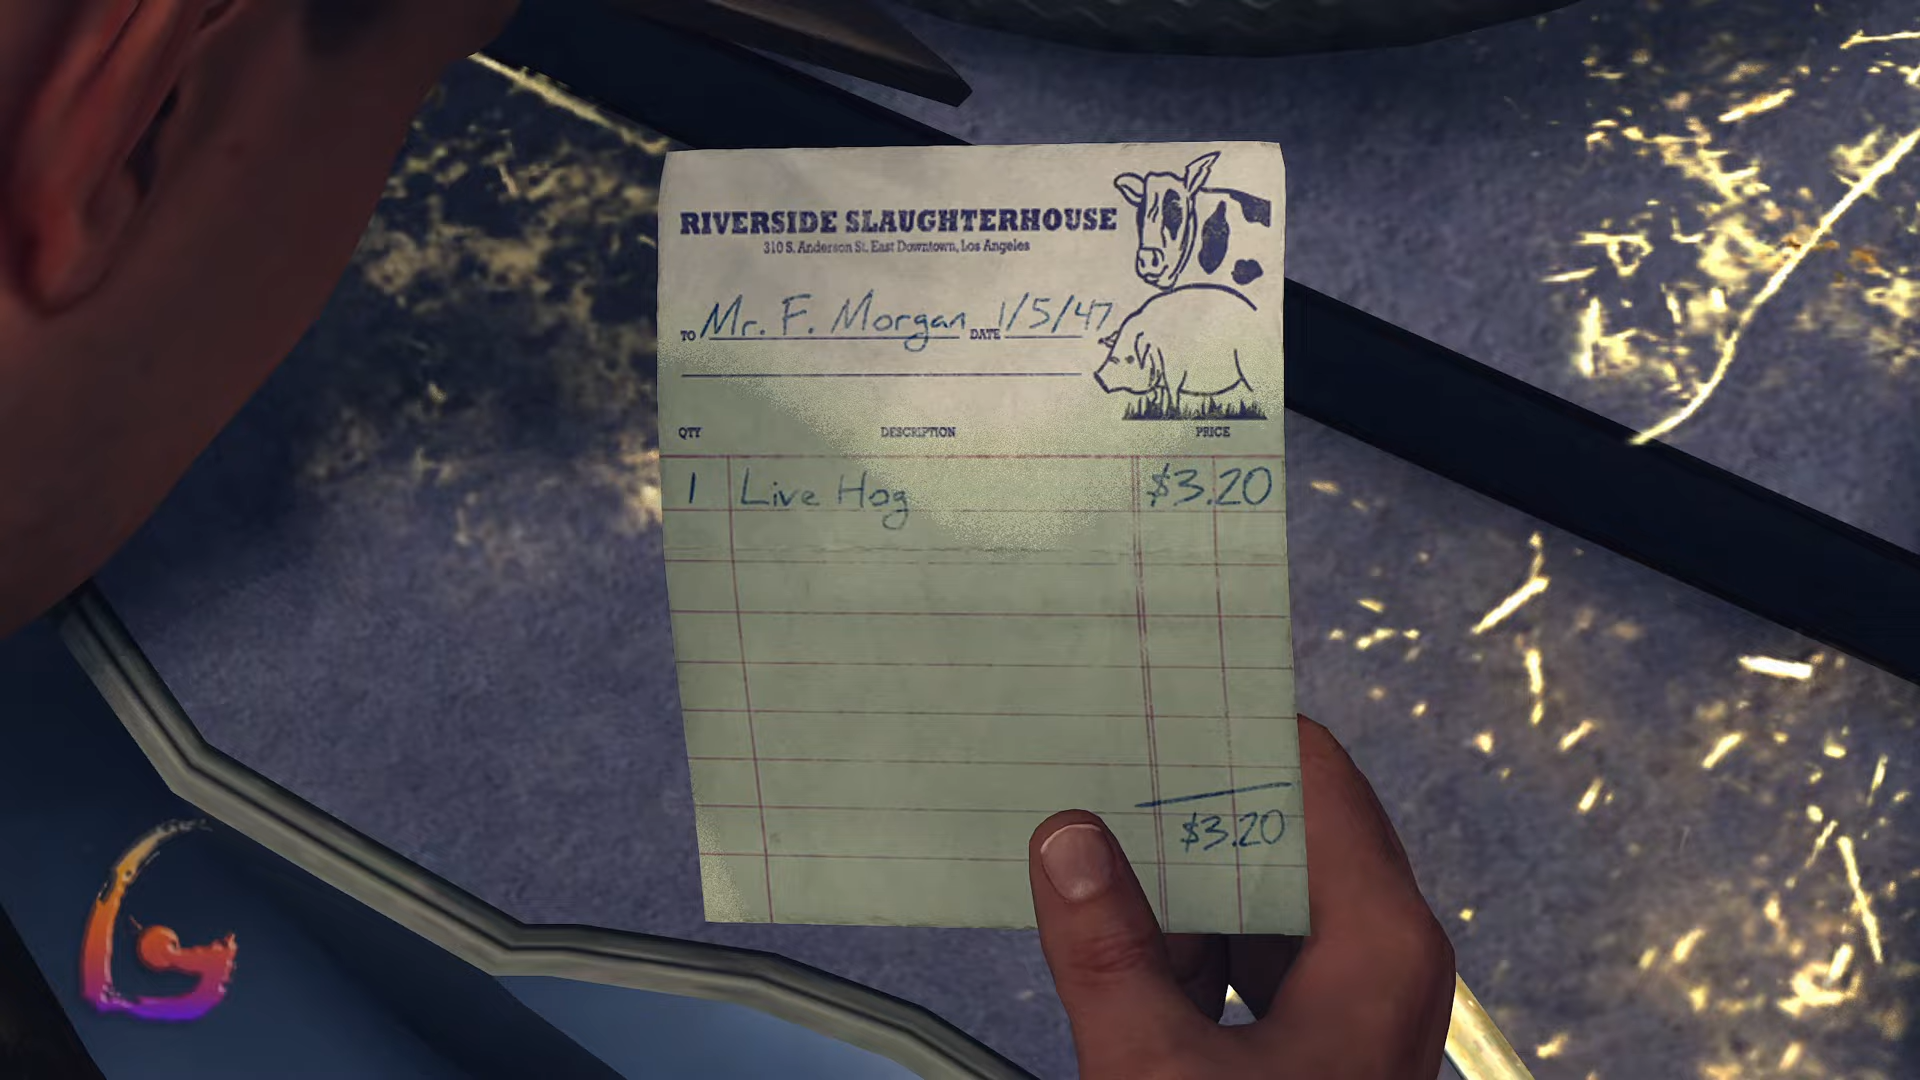 RIVERSIDE SLAUGHTERHOUSE
310 S. Anderson St. East Downtown, Los Angeles
TO Mr. F. Morgan DATE 1/5/47
QTY DESCRIPTION PRICE
1 Live Hog $3.20
$3.20